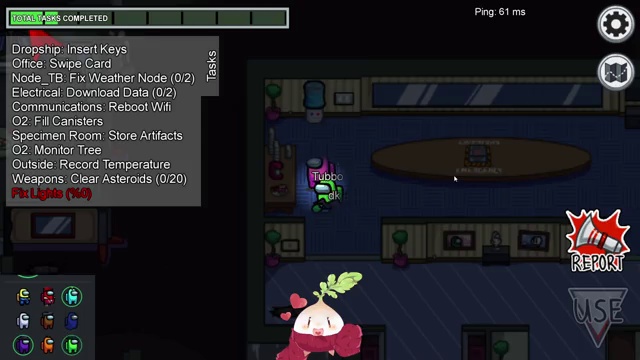 TOTAL TASKS COMPLETED
Ping: 61 ms
Dropship: Insert Keys
Office: Swipe Card
Node_TB: Fix Weather Node (0/2)
Electrical: Download Data (0/2)
Communications: Reboot Wifi
O2: Fill Canisters
Specimen Room: Store Artifacts
O2: Monitor Tree
Outside: Record Temperature
Weapons: Clear Asteroids (0/20)
Fix Lights (%0)
Tasks
Tubbo
dk
EMERGENCY
REPORT
USE